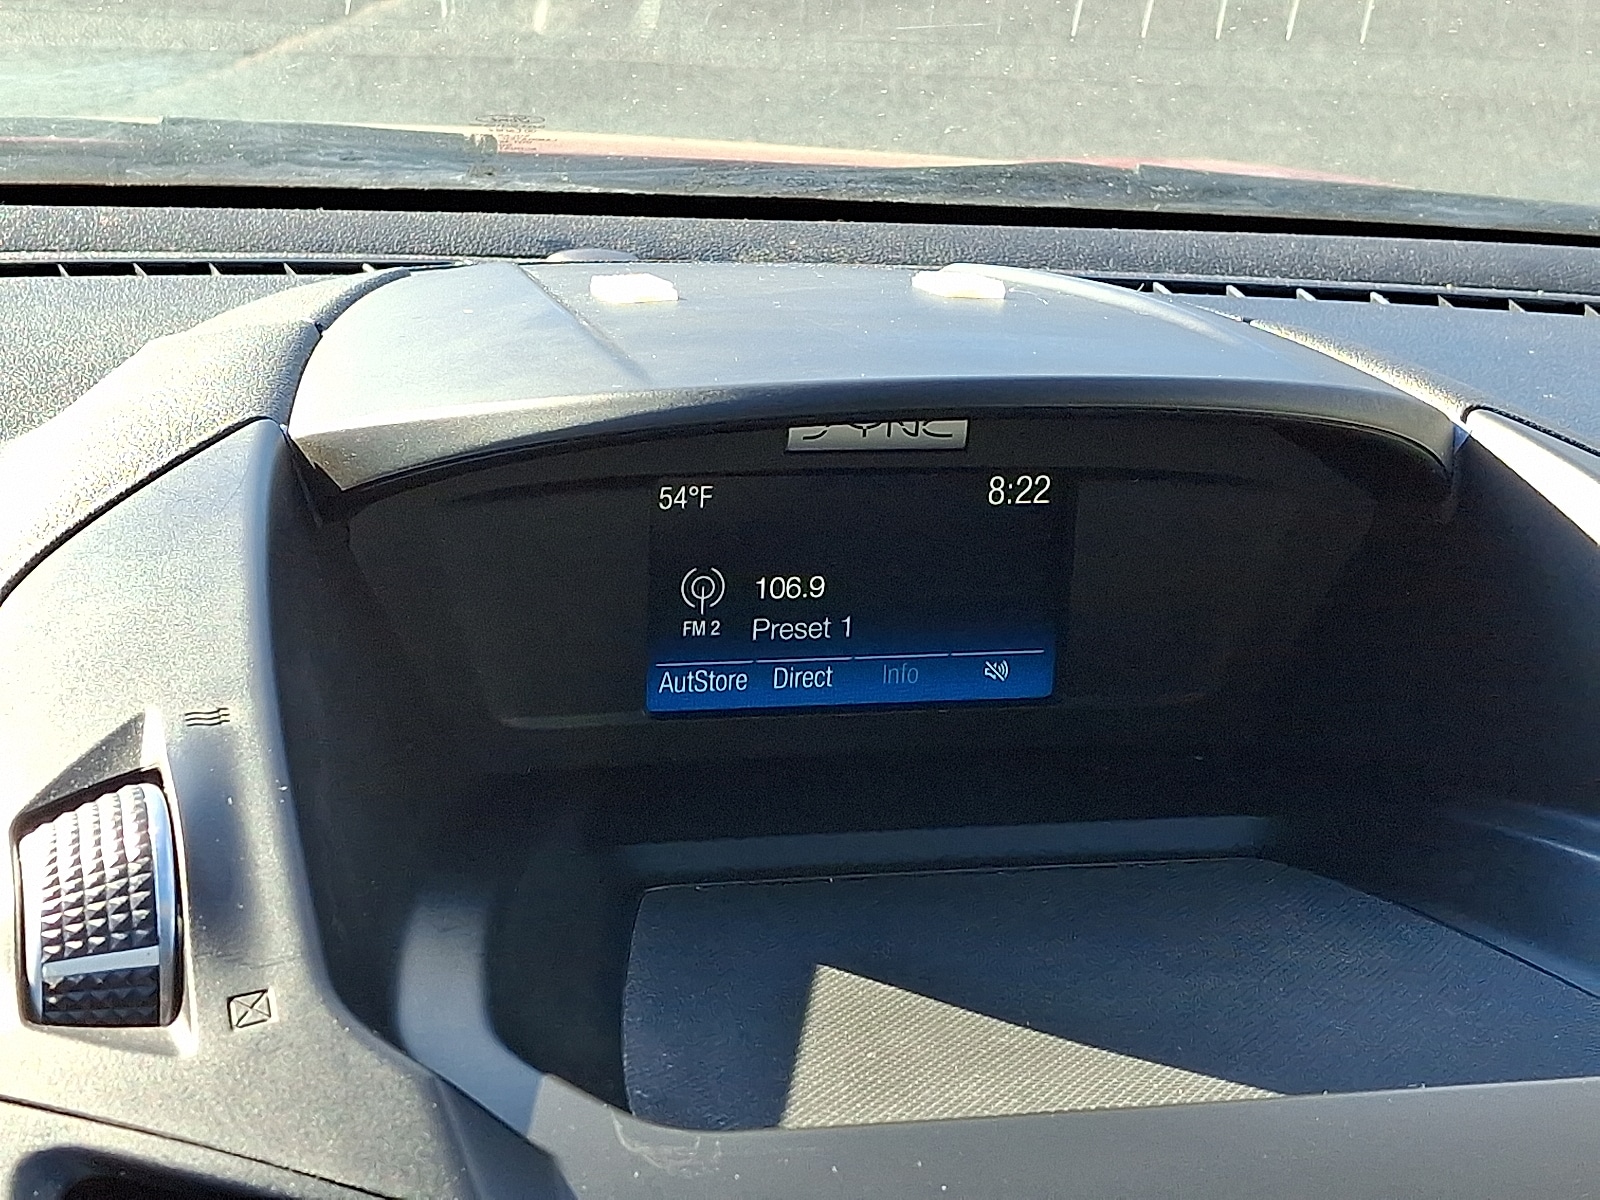 SYNC
54°F 8:22
106.9
FM 2 Preset 1
AutStore Direct Info